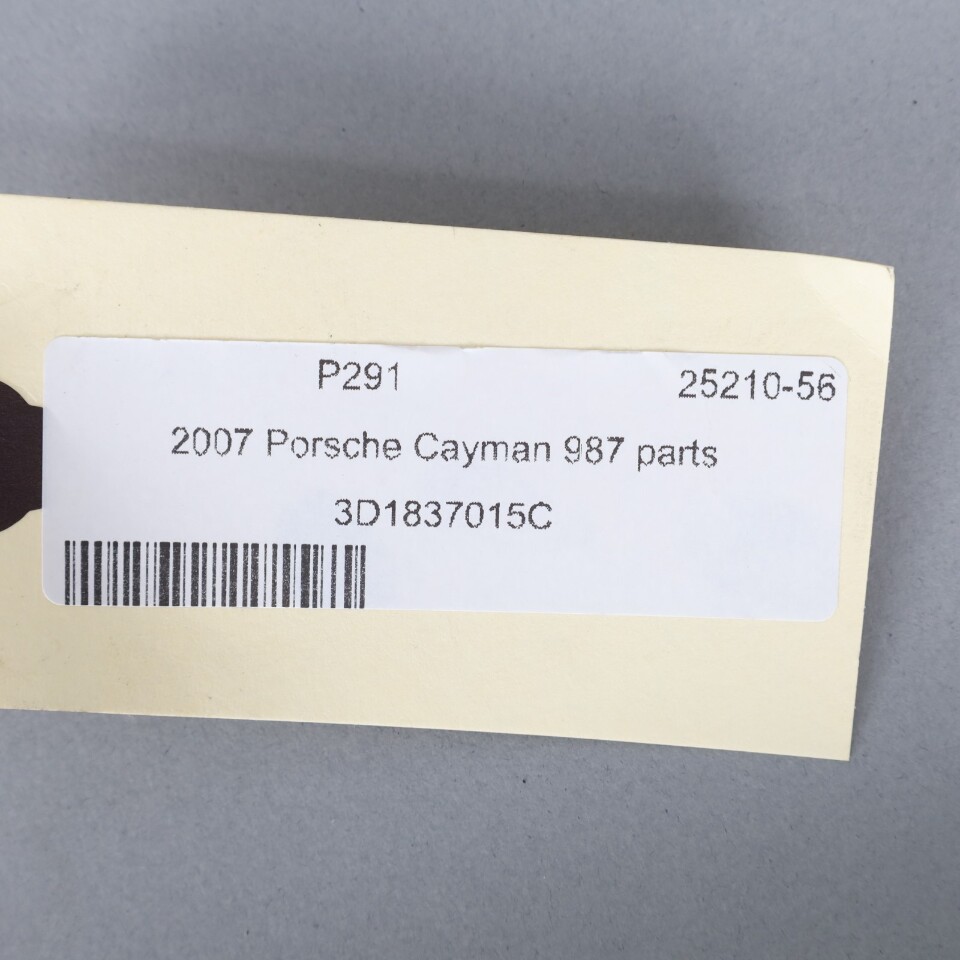 P291 25210-56
2007 Porsche Cayman 987 parts
3D1837015C